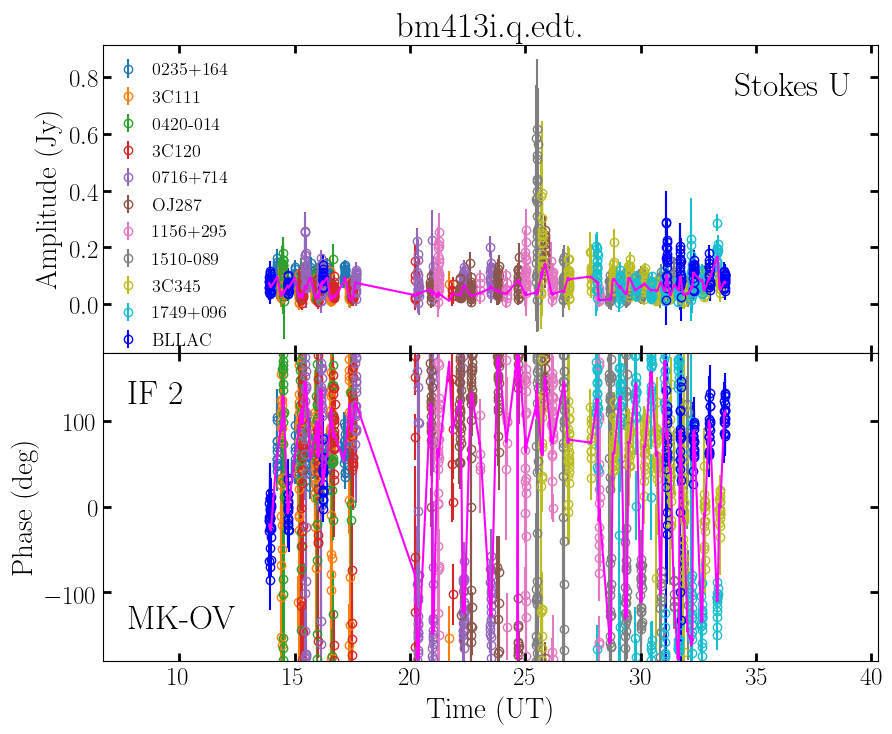 bm413i.q.edt.
Stokes U
Amplitude (Jy)
0.8
0.6
0.4
0.2
0.0
0235+164
3C111
0420-014
3C120
0716+714
OJ287
1156+295
1510-089
3C345
1749+096
BLLAC
IF 2
MK-OV
Phase (deg)
100
0
−100
10
15
20
25
30
35
40
Time (UT)